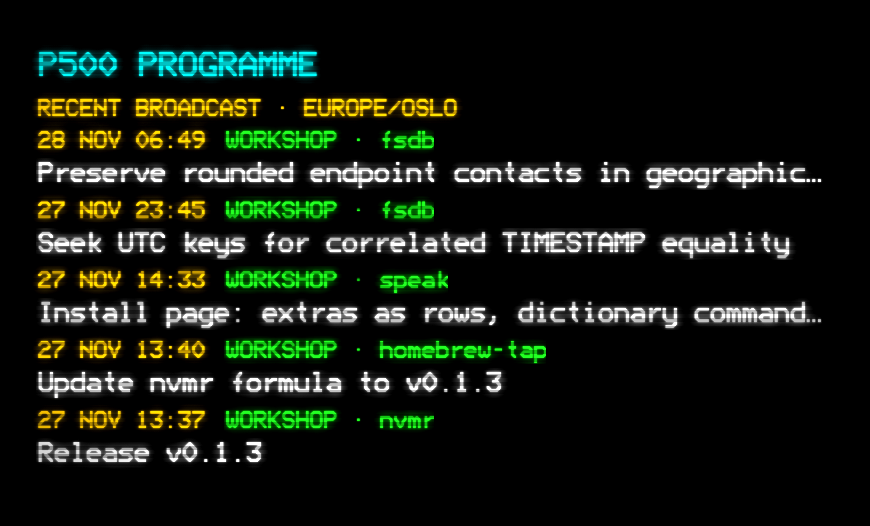 P500 PROGRAMME
RECENT BROADCAST · EUROPE/OSLO
28 NOV 06:49 WORKSHOP · fsdb
Preserve rounded endpoint contacts in geographic…
27 NOV 23:45 WORKSHOP · fsdb
Seek UTC keys for correlated TIMESTAMP equality
27 NOV 14:33 WORKSHOP · speak
Install page: extras as rows, dictionary command…
27 NOV 13:40 WORKSHOP · homebrew-tap
Update nvmr formula to v0.1.3
27 NOV 13:37 WORKSHOP · nvmr
Release v0.1.3